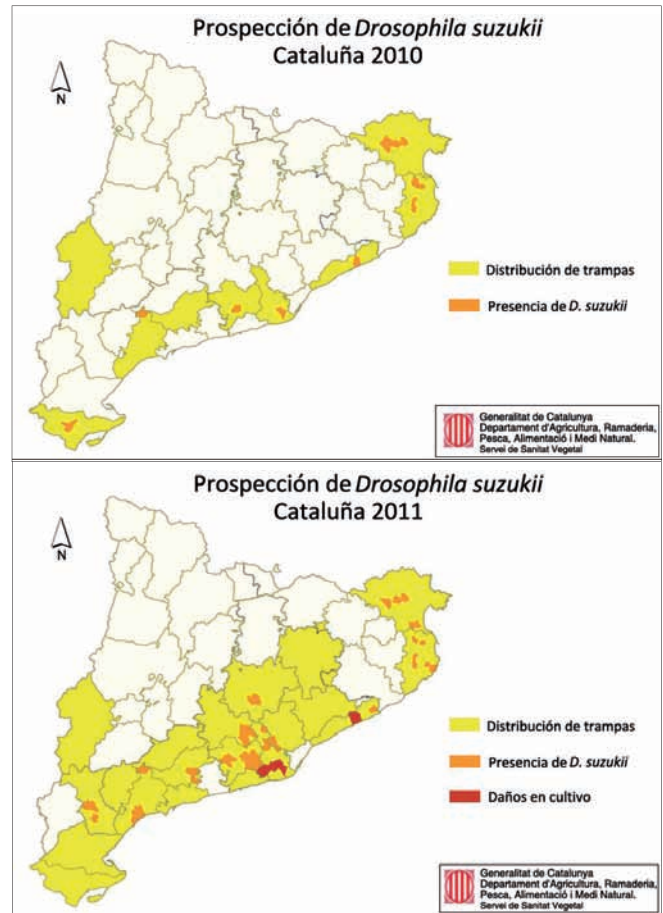 Prospección de Drosophila suzukii
Cataluña 2010
N
Distribución de trampas
Presencia de D. suzukii
Generalitat de Catalunya
Departament d'Agricultura, Ramaderia,
Pesca, Alimentació i Medi Natural.
Servei de Sanitat Vegetal
Prospección de Drosophila suzukii
Cataluña 2011
N
Distribución de trampas
Presencia de D. suzukii
Daños en cultivo
Generalitat de Catalunya
Departament d'Agricultura, Ramaderia,
Pesca, Alimentació i Medi Natural.
Servei de Sanitat Vegetal